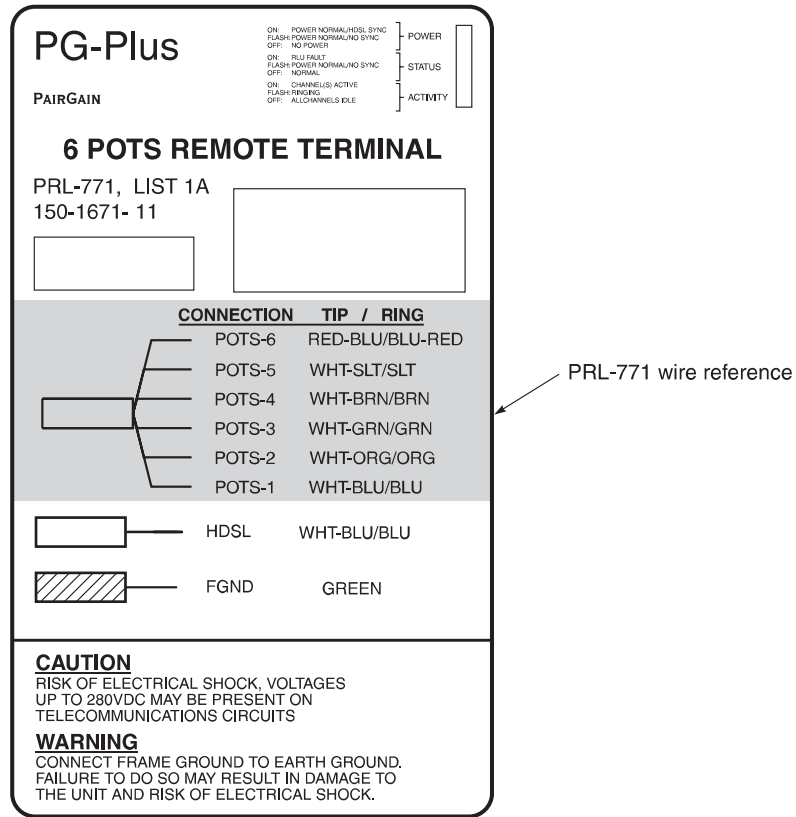 PG-Plus
PAIRGAIN
ON: POWER NORMAL/HDSL SYNC
FLASH: POWER NORMAL/NO SYNC
OFF: NO POWER
POWER
ON: RLU FAULT
FLASH: POWER NORMAL/NO SYNC
OFF: NORMAL
STATUS
ON: CHANNEL(S) ACTIVE
FLASH: RINGING
OFF: ALLCHANNELS IDLE
ACTIVITY
6 POTS REMOTE TERMINAL
PRL-771, LIST 1A
150-1671- 11
CONNECTION TIP / RING
POTS-6 RED-BLU/BLU-RED
POTS-5 WHT-SLT/SLT
POTS-4 WHT-BRN/BRN
POTS-3 WHT-GRN/GRN
POTS-2 WHT-ORG/ORG
POTS-1 WHT-BLU/BLU
PRL-771 wire reference
HDSL WHT-BLU/BLU
FGND GREEN
CAUTION
RISK OF ELECTRICAL SHOCK, VOLTAGES
UP TO 280VDC MAY BE PRESENT ON
TELECOMMUNICATIONS CIRCUITS
WARNING
CONNECT FRAME GROUND TO EARTH GROUND.
FAILURE TO DO SO MAY RESULT IN DAMAGE TO
THE UNIT AND RISK OF ELECTRICAL SHOCK.